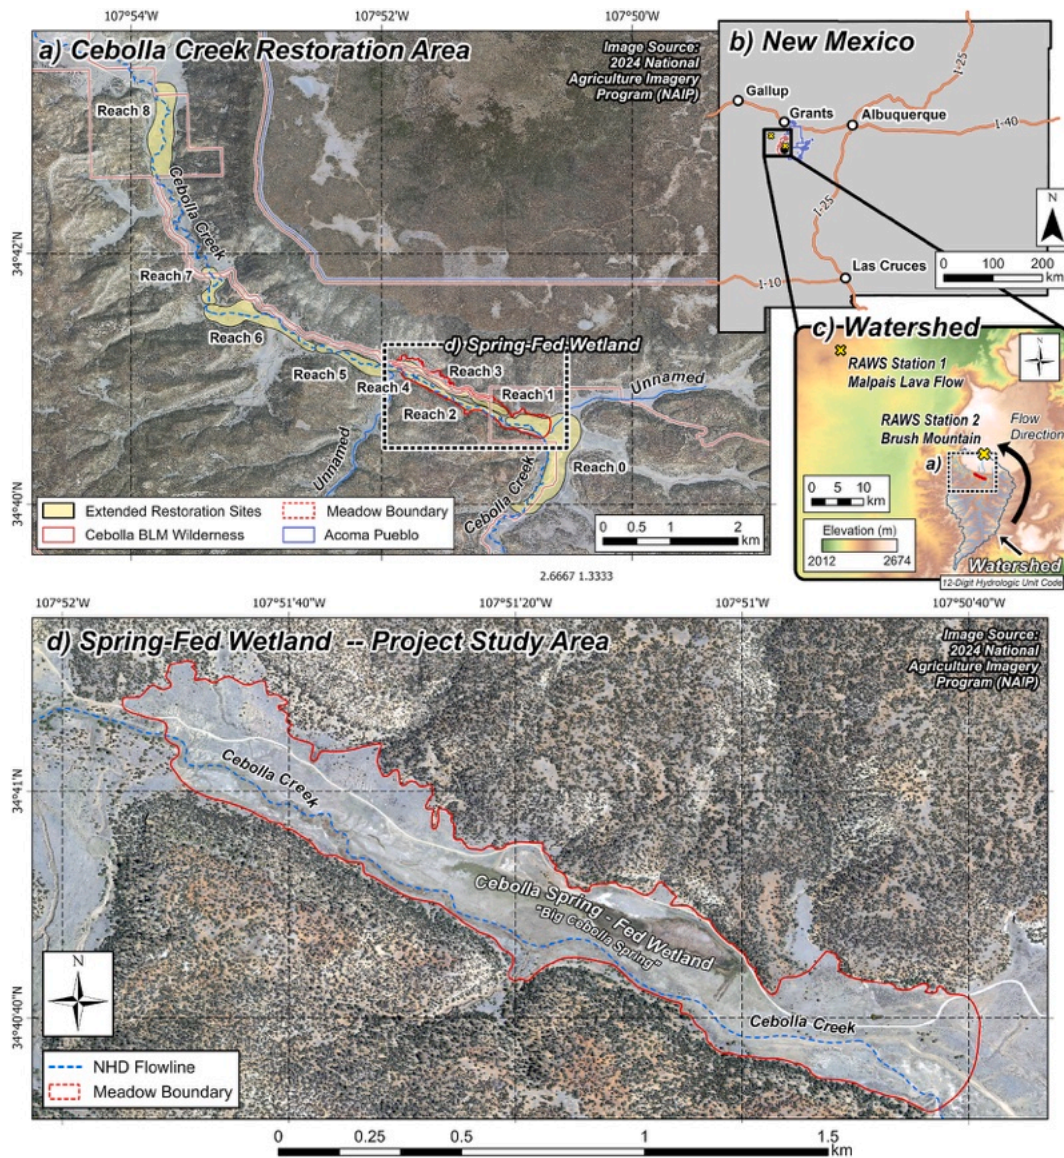 107°54'W 107°52'W 107°50'W
a) Cebolla Creek Restoration Area
Image Source:
2024 National
Agriculture Imagery
Program (NAIP)
34°42'N
34°40'N
Reach 8
Cebolla Creek
Reach 7
Reach 6
d) Spring-Fed Wetland
Reach 5
Reach 4
Reach 3
Reach 2
Reach 1
Unnamed
Unnamed
Reach 0
Cebolla Creek
Extended Restoration Sites
Meadow Boundary
Cebolla BLM Wilderness
Acoma Pueblo
0 0.5 1 2
km
2.6667 1.3333
b) New Mexico
I-25
Gallup
Grants
Albuquerque
I-40
I-25
N
Las Cruces
I-10
0 100 200
km
c) Watershed
N
RAWS Station 1
Malpais Lava Flow
RAWS Station 2
Brush Mountain
Flow
Direction
a)
0 5 10
km
Elevation (m)
2012 2674
Watershed
12-Digit Hydrologic Unit Code
107°52'W 107°51'40"W 107°51'20"W 107°51'W 107°50'40"W
d) Spring-Fed Wetland -- Project Study Area
Image Source:
2024 National
Agriculture Imagery
Program (NAIP)
34°41'N
34°40'40"N
Cebolla Creek
Cebolla Spring - Fed Wetland
"Big Cebolla Spring"
Cebolla Creek
N
NHD Flowline
Meadow Boundary
0 0.25 0.5 1 1.5
km